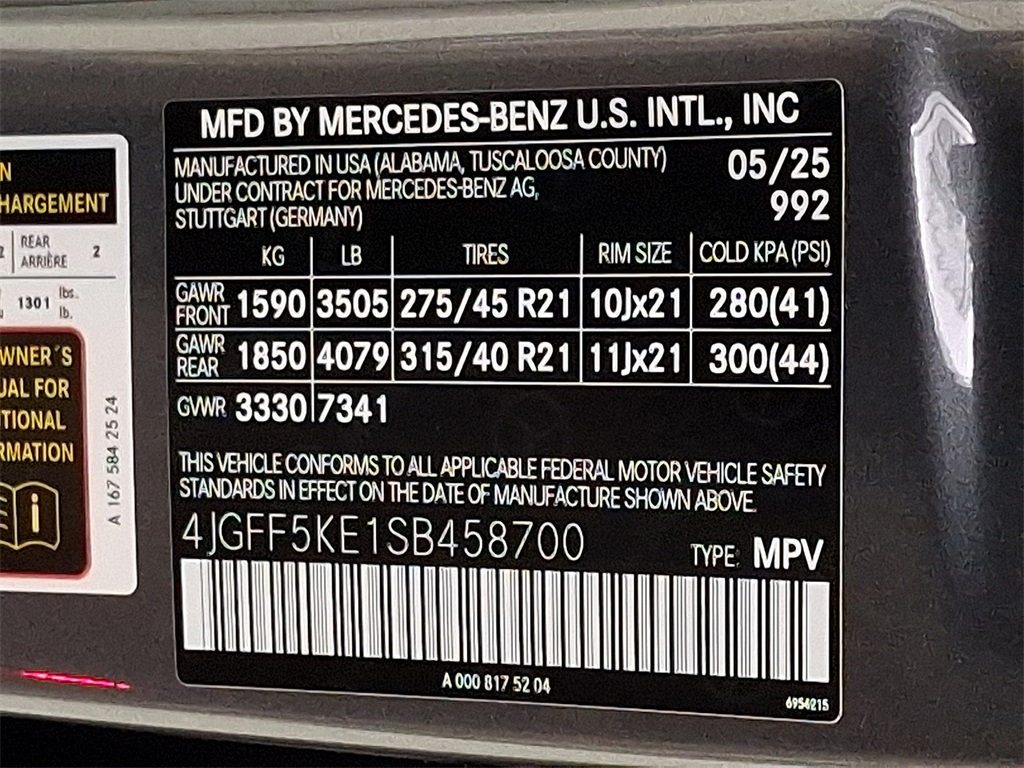 N
HARGEMENT
REAR
ARRIÈRE 2
1301 lbs.
lb.
WNER´S
UAL FOR
ITIONAL
RMATION
A 167 584 25 24
MFD BY MERCEDES-BENZ U.S. INTL., INC
MANUFACTURED IN USA (ALABAMA, TUSCALOOSA COUNTY) 05/25
UNDER CONTRACT FOR MERCEDES-BENZ AG, 992
STUTTGART (GERMANY)
KG LB TIRES RIM SIZE COLD KPA (PSI)
GAWR FRONT 1590 3505 275/45 R21 10Jx21 280(41)
GAWR REAR 1850 4079 315/40 R21 11Jx21 300(44)
GVWR 3330 7341
THIS VEHICLE CONFORMS TO ALL APPLICABLE FEDERAL MOTOR VEHICLE SAFETY
STANDARDS IN EFFECT ON THE DATE OF MANUFACTURE SHOWN ABOVE.
4JGFF5KE1SB458700 TYPE: MPV
A 000 817 52 04
6954215